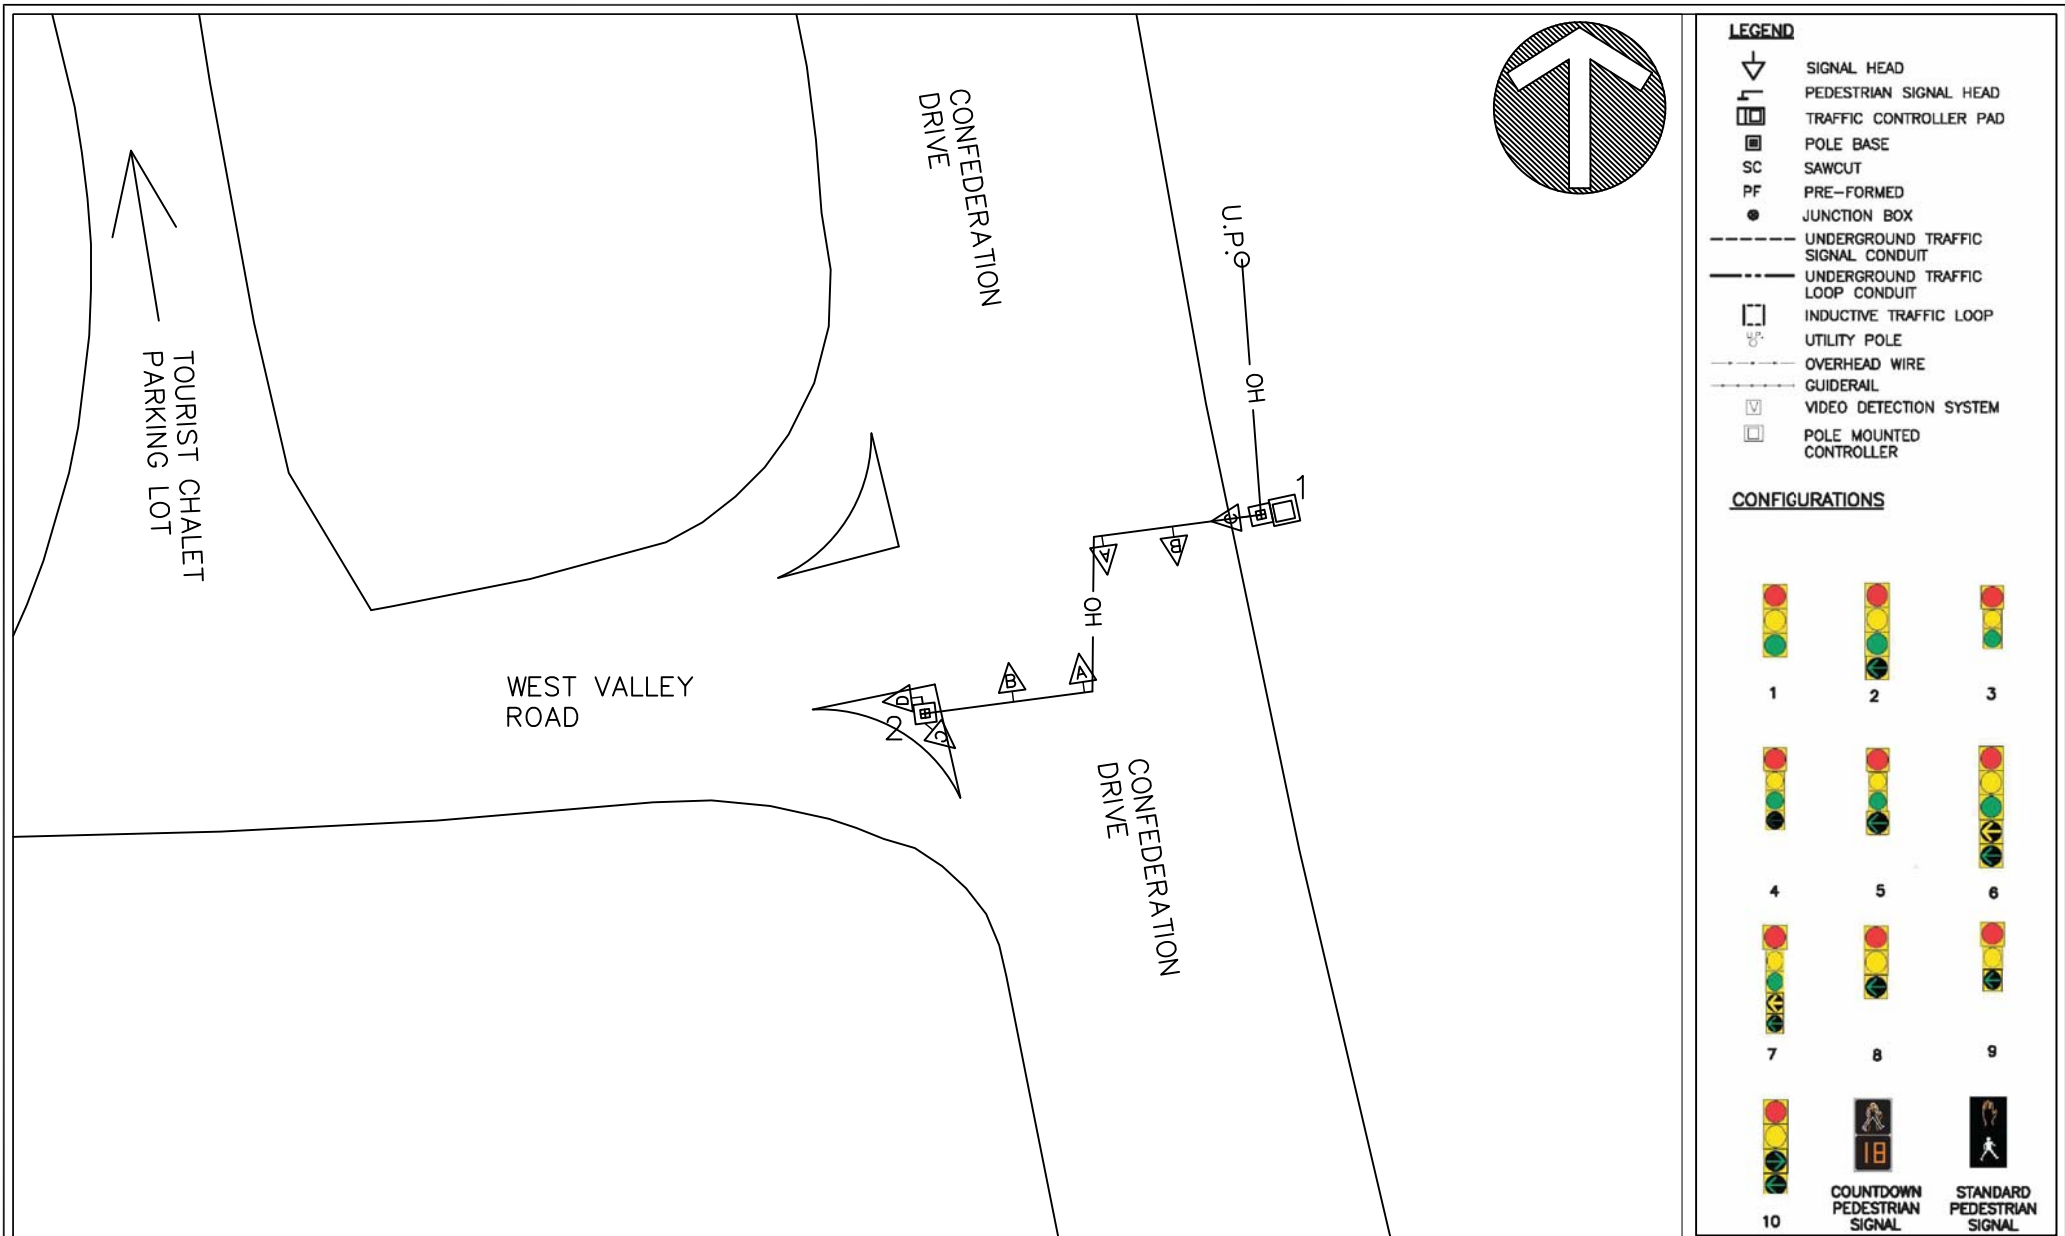 CONFEDERATION
DRIVE
U.P.
OH
1
TOURIST CHALET
PARKING LOT
C
B
A
OH
WEST VALLEY
ROAD
B
A
D
2
C
CONFEDERATION
DRIVE
LEGEND
SIGNAL HEAD
PEDESTRIAN SIGNAL HEAD
TRAFFIC CONTROLLER PAD
POLE BASE
SC SAWCUT
PF PRE-FORMED
JUNCTION BOX
UNDERGROUND TRAFFIC
SIGNAL CONDUIT
UNDERGROUND TRAFFIC
LOOP CONDUIT
INDUCTIVE TRAFFIC LOOP
U.P. UTILITY POLE
OVERHEAD WIRE
GUIDERAIL
V VIDEO DETECTION SYSTEM
POLE MOUNTED
CONTROLLER
CONFIGURATIONS
1 2 3
4 5 6
7 8 9
18
10
COUNTDOWN
PEDESTRIAN
SIGNAL
STANDARD
PEDESTRIAN
SIGNAL